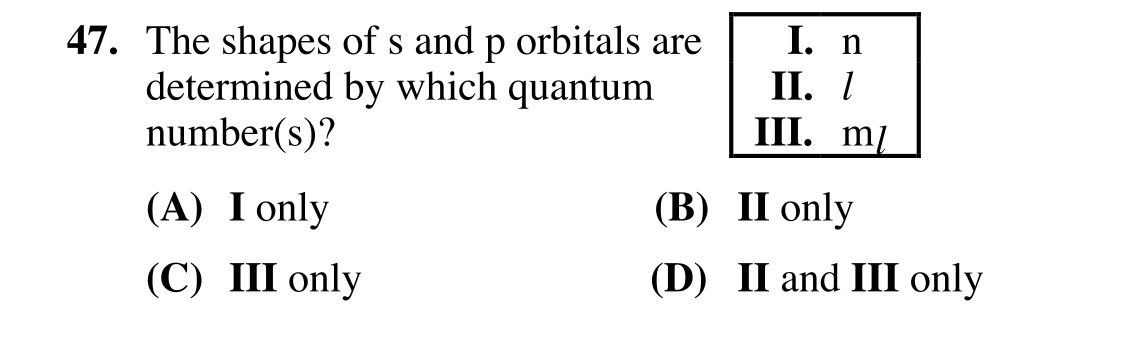 47. The shapes of s and p orbitals are
determined by which quantum
number(s)?
I. n
II. l
III. ml
(A) I only
(B) II only
(C) III only
(D) II and III only